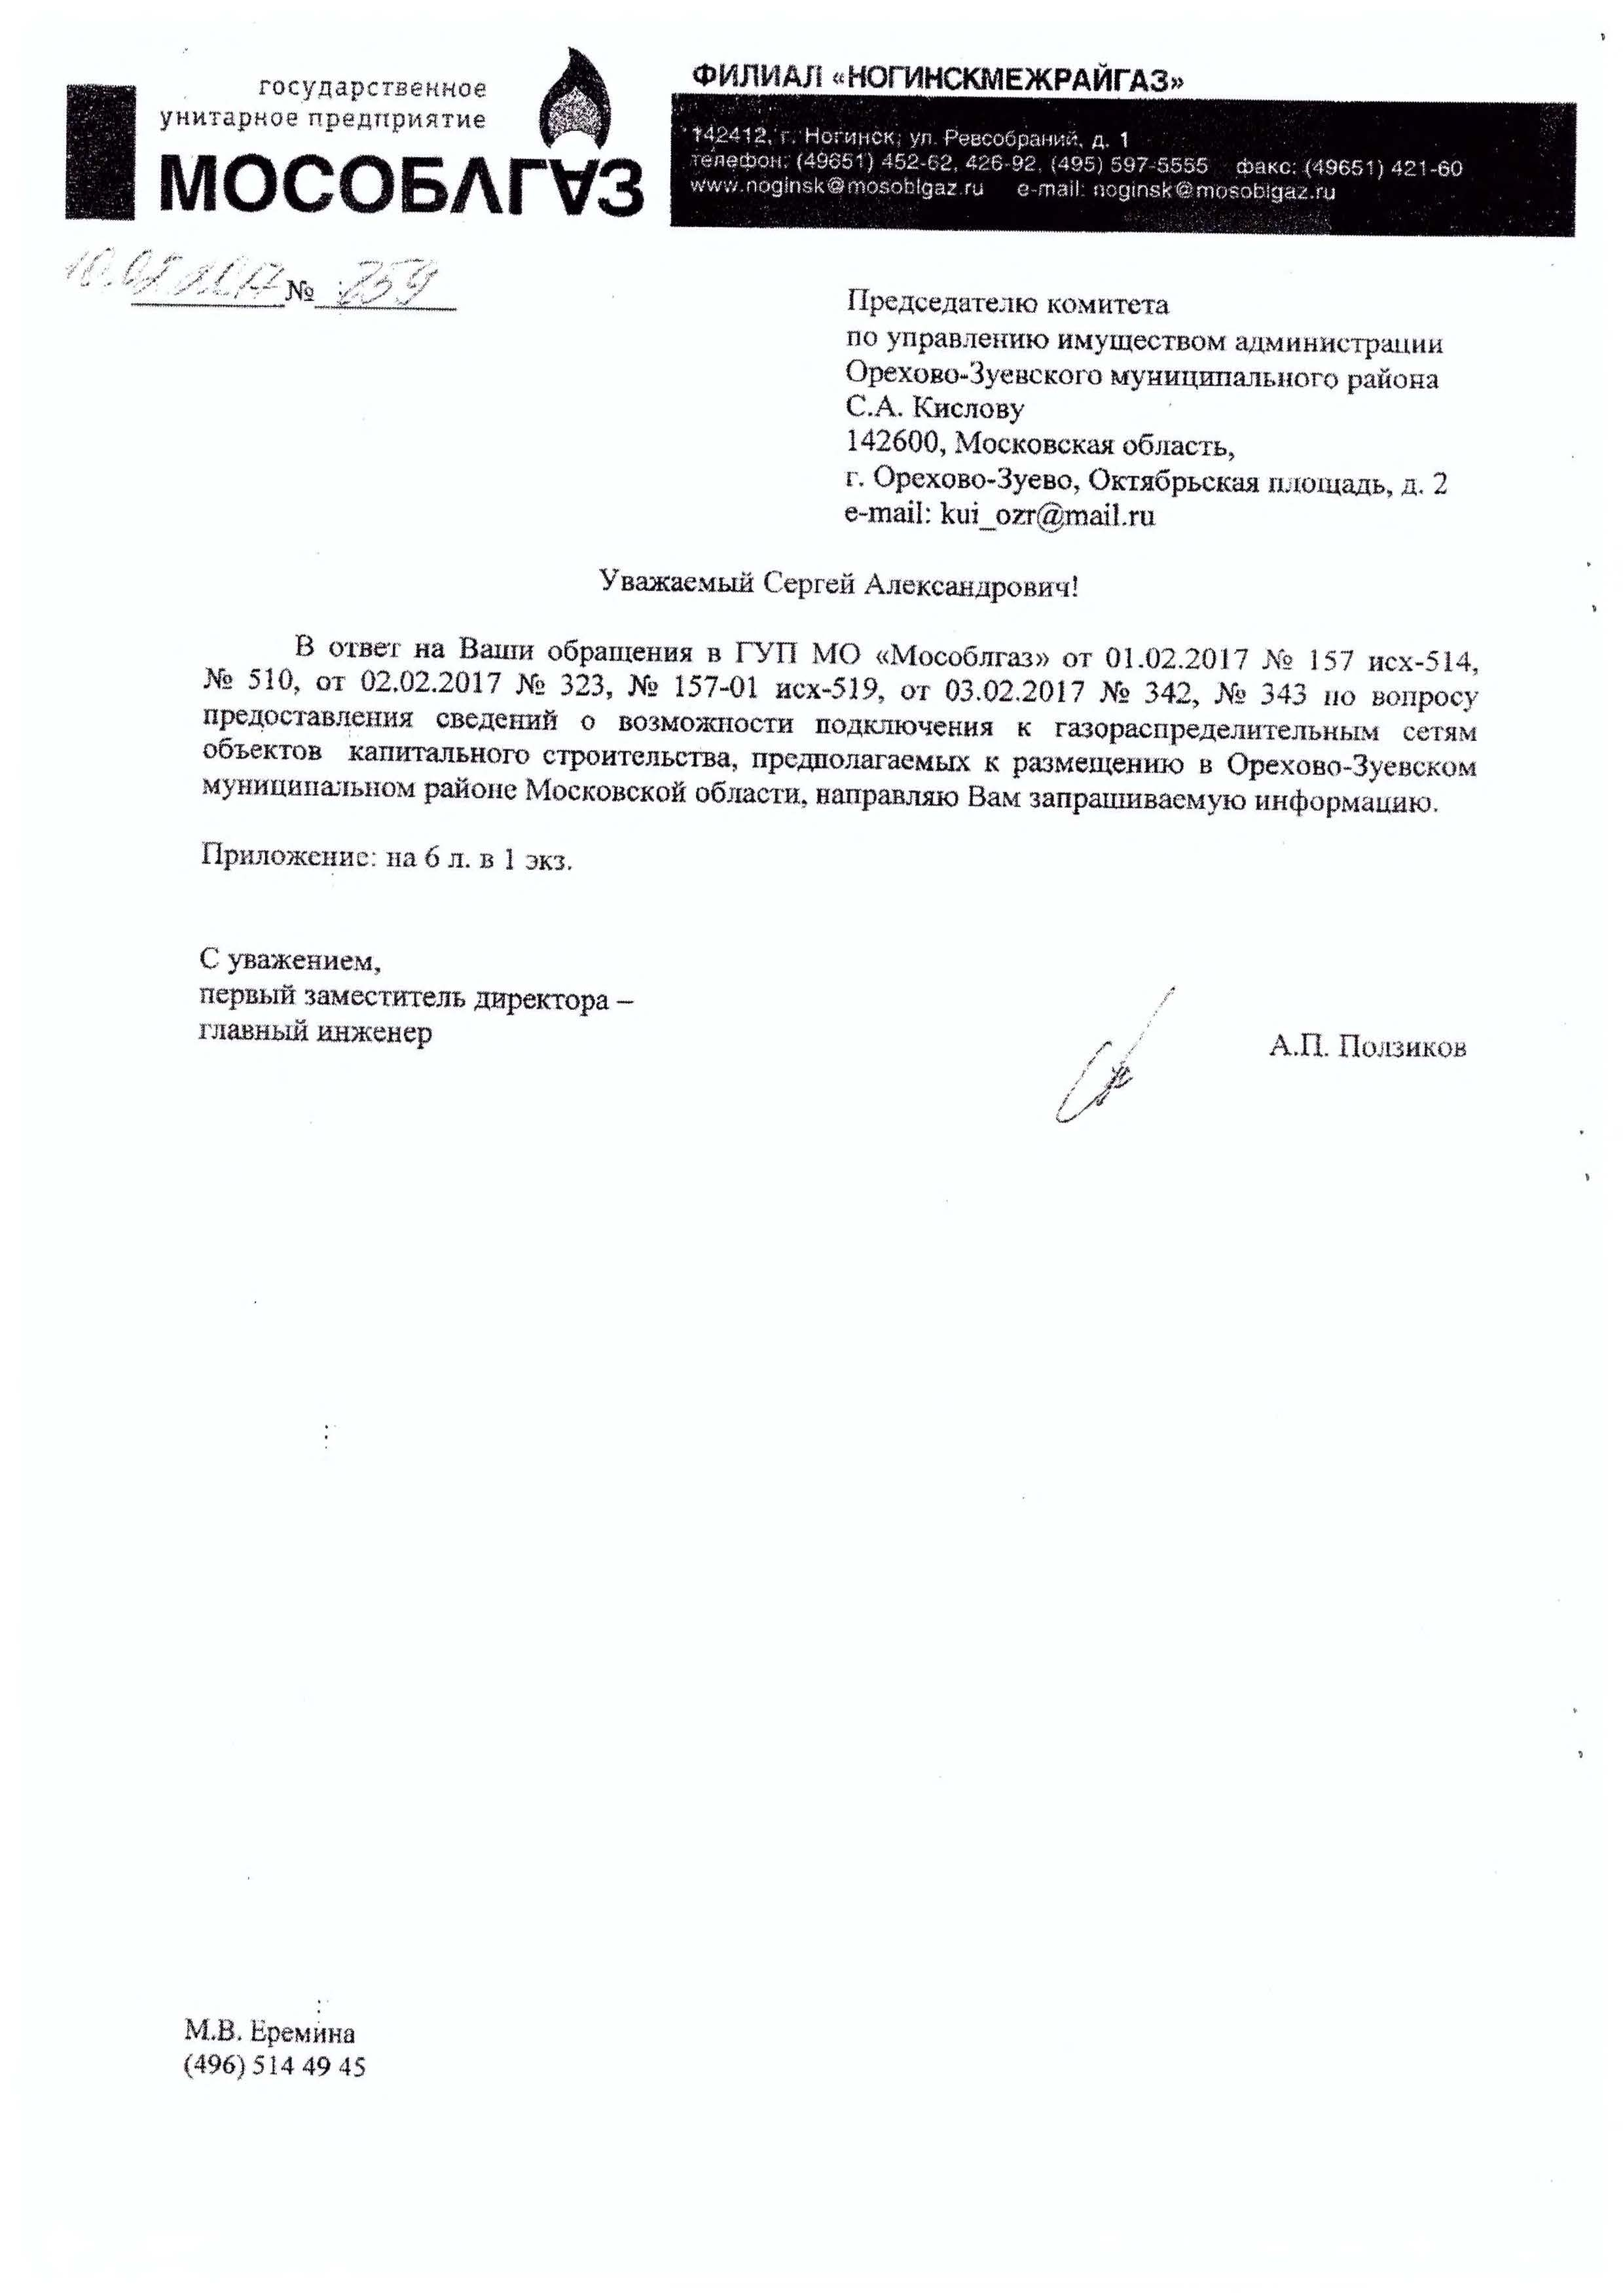 государственное
унитарное предприятие
МОСОБЛГАЗ
ФИЛИАЛ «НОГИНСКМЕЖРАЙГАЗ»
142412, г. Ногинск, ул. Ревсобраний, д. 1
телефон: (49651) 452-62, 426-92, (495) 597-5555 факс: (49651) 421-60
www.noginsk@mosoblgaz.ru e-mail: noginsk@mosoblgaz.ru
№ 259
Председателю комитета
по управлению имуществом администрации
Орехово-Зуевского муниципального района
С.А. Кислову
142600, Московская область,
г. Орехово-Зуево, Октябрьская площадь, д. 2
e-mail: kui_ozr@mail.ru
Уважаемый Сергей Александрович!
В ответ на Ваши обращения в ГУП МО «Мособлгаз» от 01.02.2017 № 157 исх-514,
№ 510, от 02.02.2017 № 323, № 157-01 исх-519, от 03.02.2017 № 342, № 343 по вопросу
предоставления сведений о возможности подключения к газораспределительным сетям
объектов капитального строительства, предполагаемых к размещению в Орехово-Зуевском
муниципальном районе Московской области, направляю Вам запрашиваемую информацию.
Приложение: на 6 л. в 1 экз.
С уважением,
первый заместитель директора –
главный инженер
А.П. Ползиков
М.В. Еремина
(496) 514 49 45